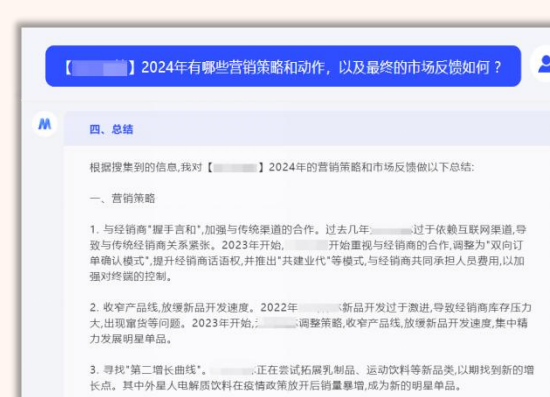 【 】2024年有哪些营销策略和动作，以及最终的市场反馈如何？
四、总结
根据搜集到的信息,我对【 】2024年的营销策略和市场反馈做以下总结:
一、营销策略
1. 与经销商"握手言和",加强与传统渠道的合作。过去几年, 过于依赖互联网渠道,导
致与传统经销商关系紧张。2023年开始, 开始重视与经销商的合作,调整为"双向订
单确认模式",提升经销商话语权,并推出"共建业代"等模式,与经销商共同承担人员费用,以加
强对终端的控制。
2. 收窄产品线,放缓新品开发速度。2022年 新品开发过于激进,导致经销商库存压力
大,出现窜货等问题。2023年开始, 调整策略,收窄产品线,放缓新品开发速度,集中精
力发展明星单品。
3. 寻找"第二增长曲线"。 正在尝试拓展乳制品、运动饮料等新品类,以期找到新的增
长点。其中外星人电解质饮料在疫情政策放开后销量暴增,成为新的明星单品。